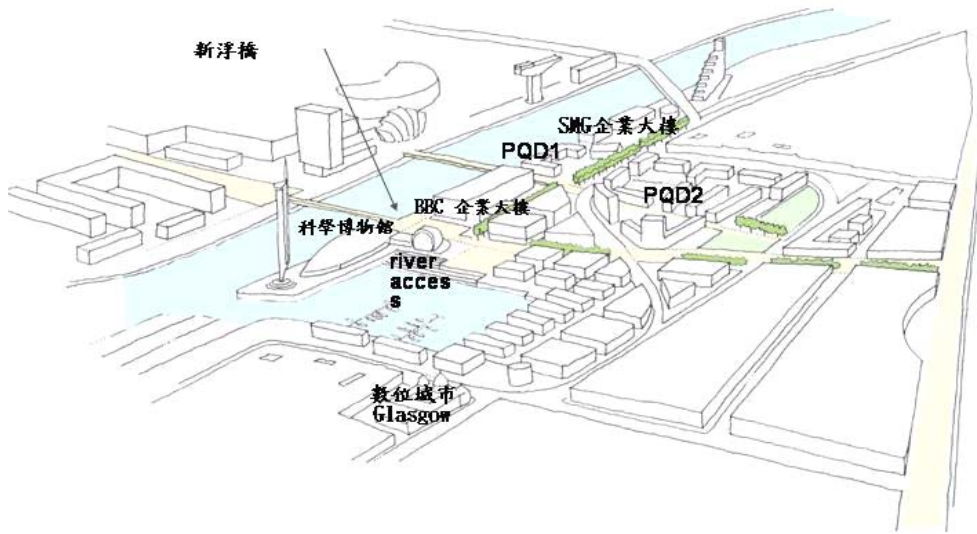 新浮橋
SMG企業大樓
PQD1
PQD2
BBC 企業大樓
科學博物館
river
acces
s
數位城市
Glasgow